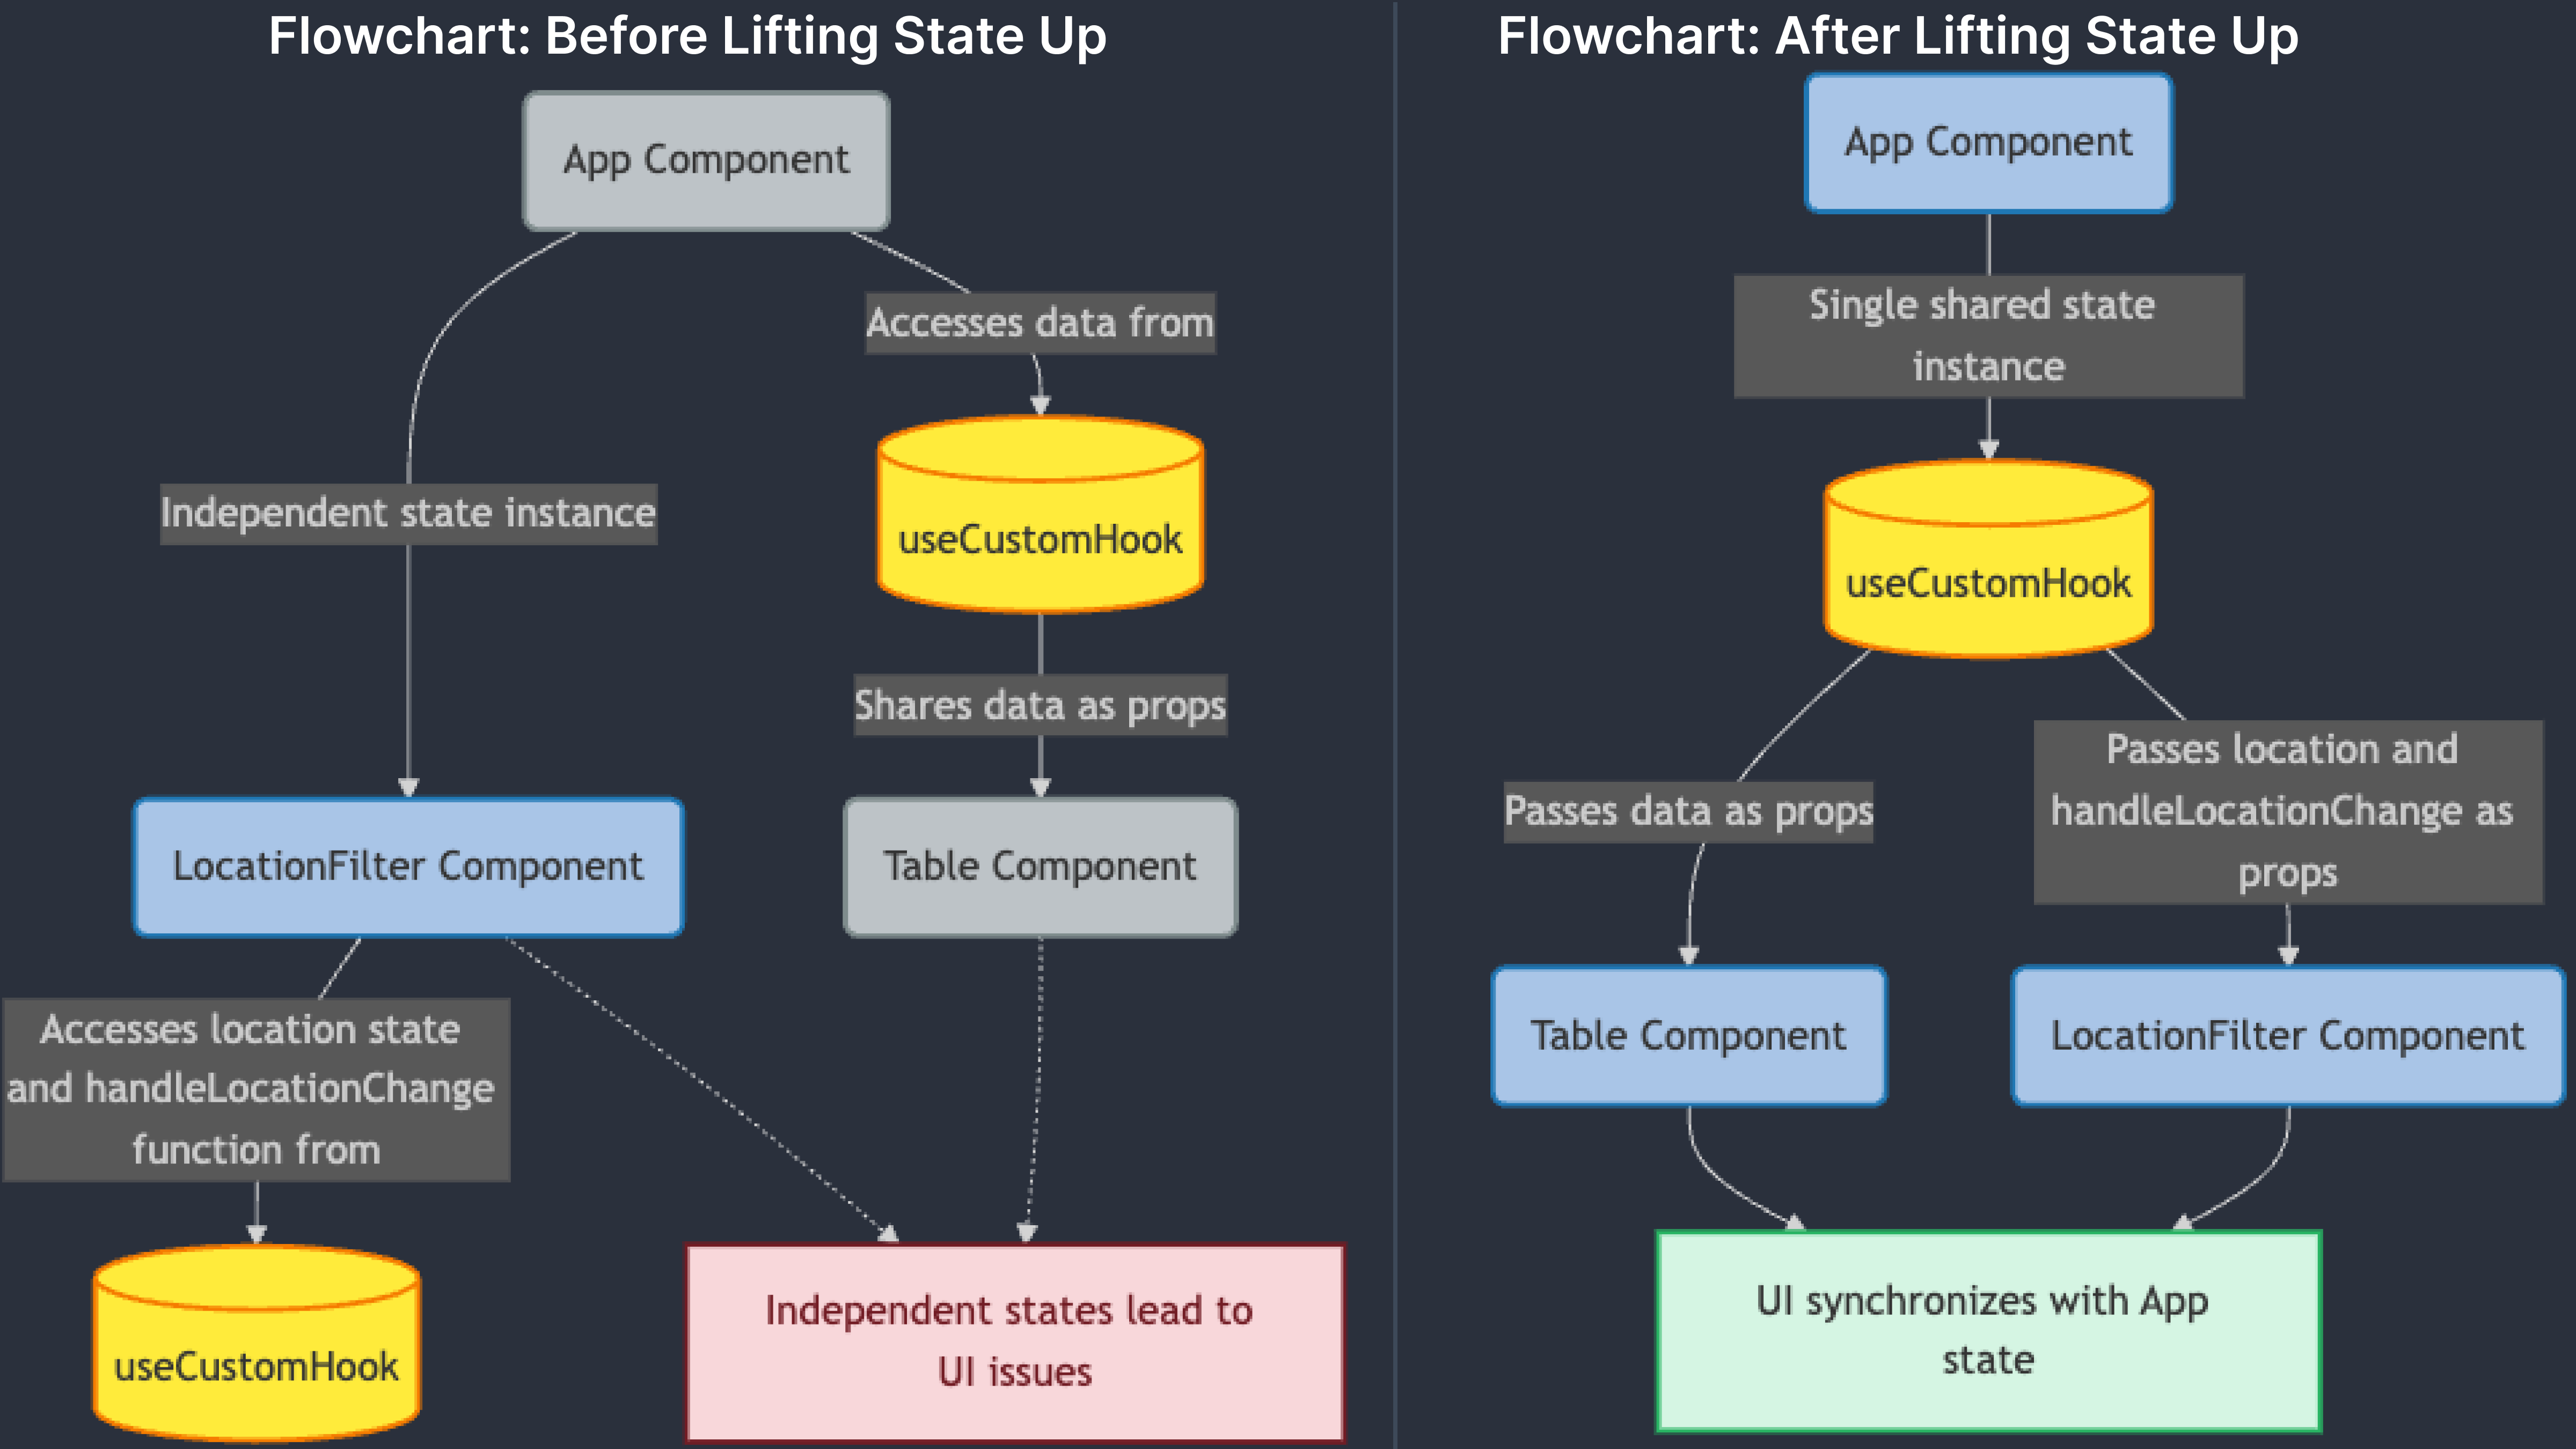 Flowchart: Before Lifting State Up
App Component
Accesses data from
Independent state instance
useCustomHook
Shares data as props
LocationFilter Component
Table Component
Accesses location state
and handleLocationChange
function from
useCustomHook
Independent states lead to
UI issues
Flowchart: After Lifting State Up
App Component
Single shared state
instance
useCustomHook
Passes data as props
Passes location and
handleLocationChange as
props
Table Component
LocationFilter Component
UI synchronizes with App
state